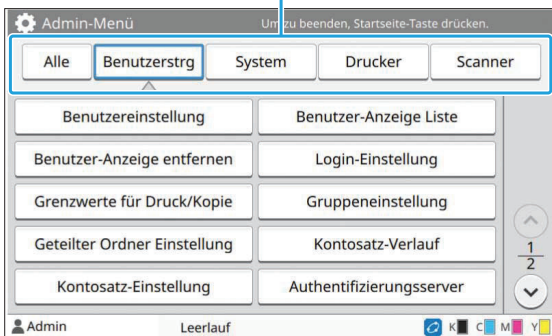 Admin-Menü Um zu beenden, Startseite-Taste drücken.
Alle Benutzerstrg System Drucker Scanner
Benutzereinstellung Benutzer-Anzeige Liste
Benutzer-Anzeige entfernen Login-Einstellung
Grenzwerte für Druck/Kopie Gruppeneinstellung
Geteilter Ordner Einstellung Kontosatz-Verlauf
1
2
Kontosatz-Einstellung Authentifizierungsserver
Admin Leerlauf K C M Y